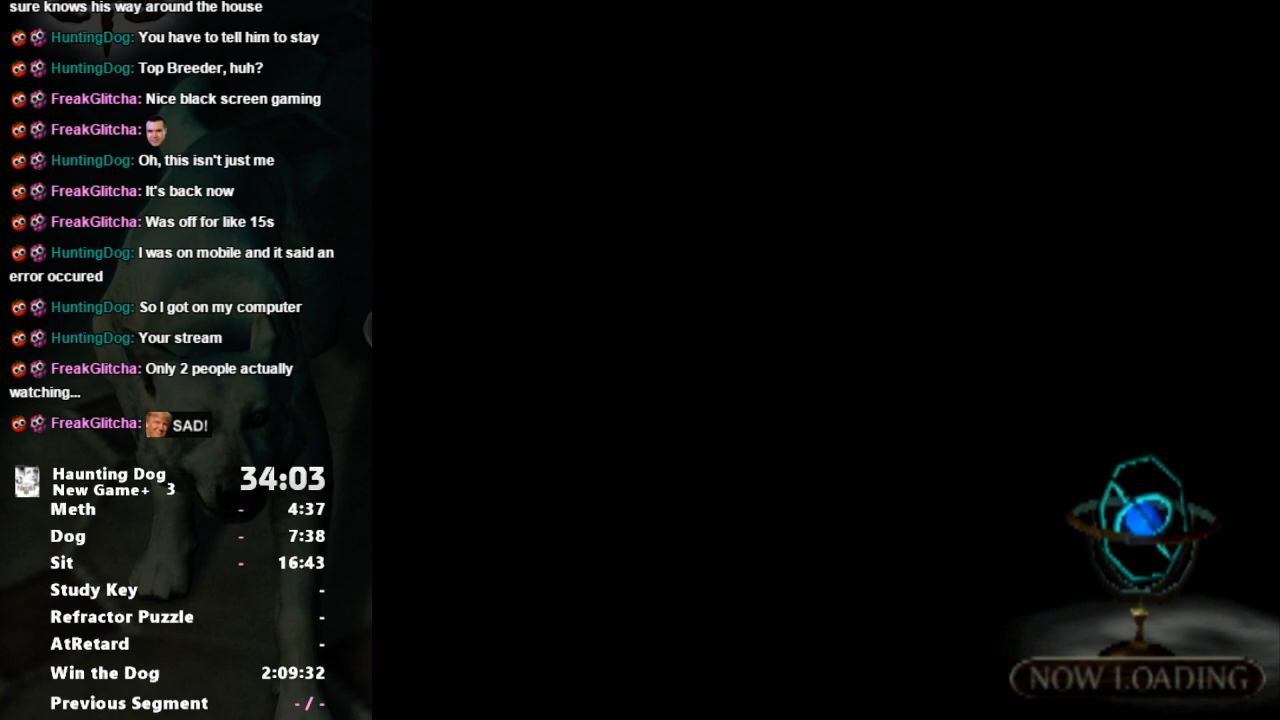 sure knows his way around the house
HuntingDog: You have to tell him to stay
HuntingDog: Top Breeder, huh?
FreakGlitcha: Nice black screen gaming
FreakGlitcha:
HuntingDog: Oh, this isn't just me
FreakGlitcha: It's back now
FreakGlitcha: Was off for like 15s
HuntingDog: I was on mobile and it said an
error occured
HuntingDog: So I got on my computer
HuntingDog: Your stream
FreakGlitcha: Only 2 people actually
watching...
FreakGlitcha: SAD!
Haunting Dog
New Game+ 3 34:03
Meth - 4:37
Dog - 7:38
Sit - 16:43
Study Key -
Refractor Puzzle -
AtRetard -
Win the Dog 2:09:32
Previous Segment - / -
NOW LOADING